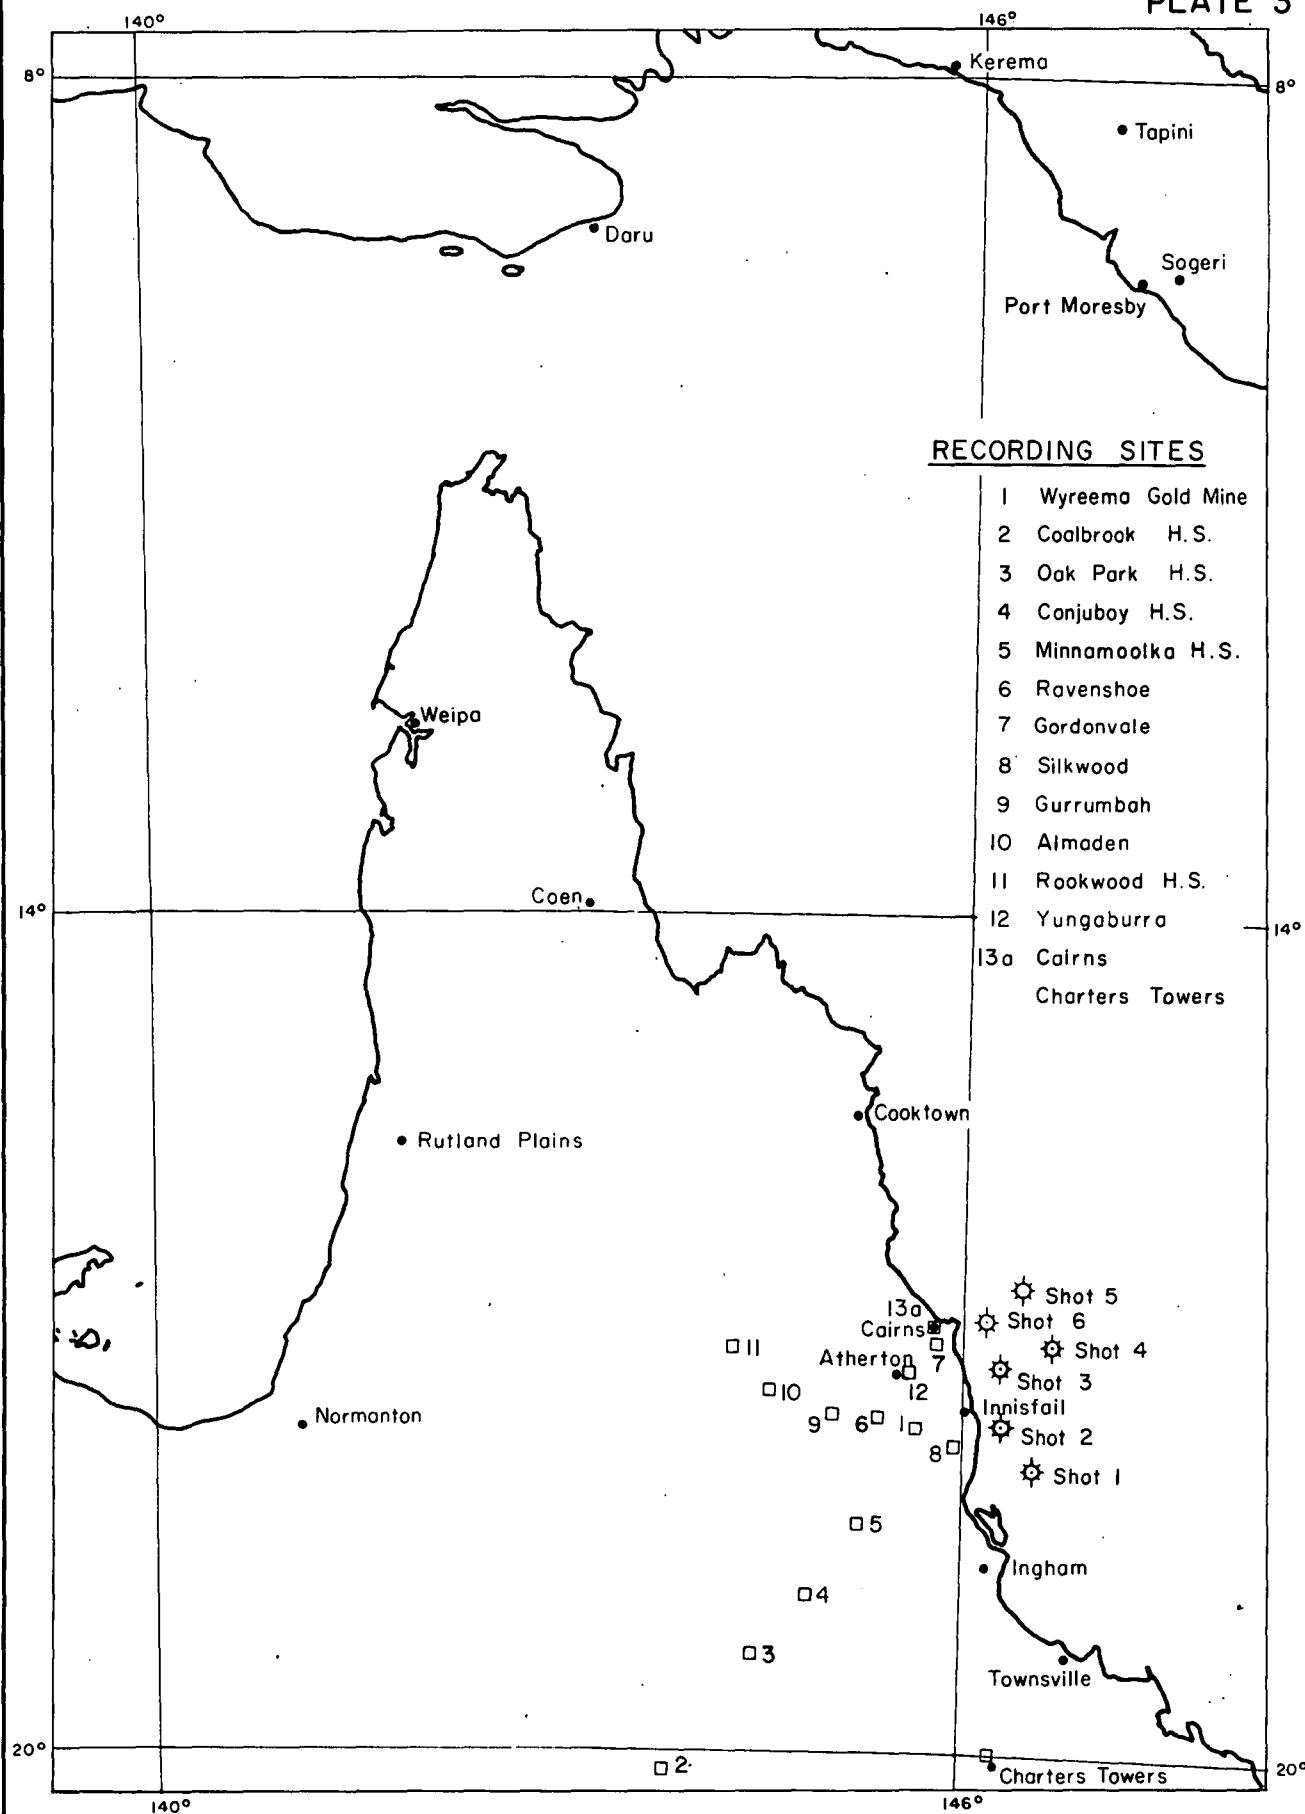 PLATE 3
140°
146°
8°
8°
Kerema
Tapini
Daru
Sogeri
Port Moresby
RECORDING SITES
1 Wyreema Gold Mine
2 Coalbrook H.S.
3 Oak Park H.S.
4 Conjuboy H.S.
5 Minnamoolka H.S.
6 Ravenshoe
7 Gordonvale
8 Silkwood
9 Gurrumbah
10 Almaden
11 Rookwood H.S.
12 Yungaburra
13a Cairns
Charters Towers
Weipa
Coen
14°
14°
Cooktown
Rutland Plains
Shot 5
13a
Shot 6
Cairns
11
Atherton
7
Shot 4
Shot 3
10
12
Innisfail
Normanton
9
6
1
Shot 2
8
Shot 1
5
Ingham
4
3
Townsville
20°
2
Charters Towers
20°
140°
146°